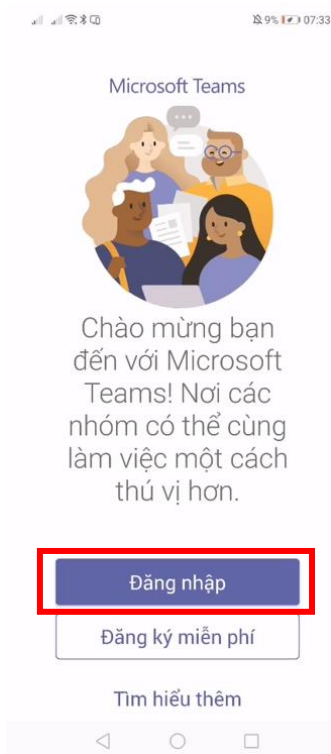 9% 07:33
Microsoft Teams
Chào mừng bạn
đến với Microsoft
Teams! Nơi các
nhóm có thể cùng
làm việc một cách
thú vị hơn.
Đăng nhập
Đăng ký miễn phí
Tìm hiểu thêm